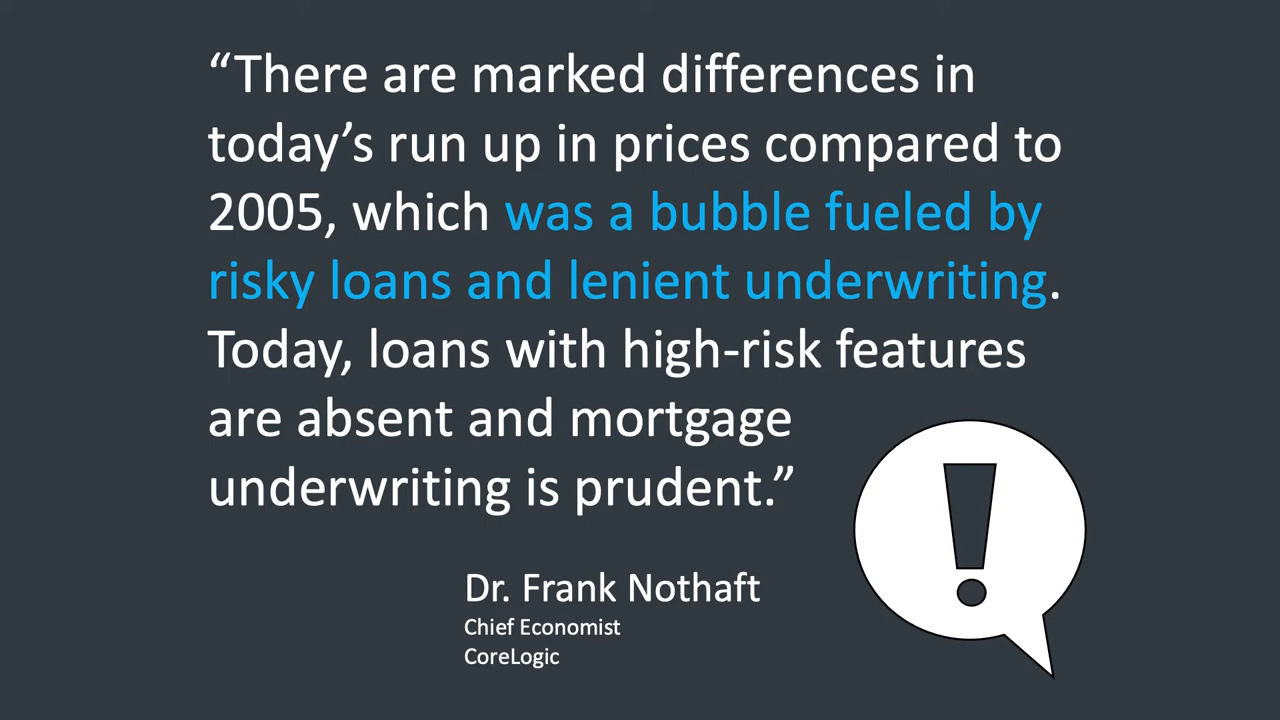 “There are marked differences in
today’s run up in prices compared to
2005, which was a bubble fueled by
risky loans and lenient underwriting.
Today, loans with high-risk features
are absent and mortgage
underwriting is prudent.”
Dr. Frank Nothaft
Chief Economist
CoreLogic